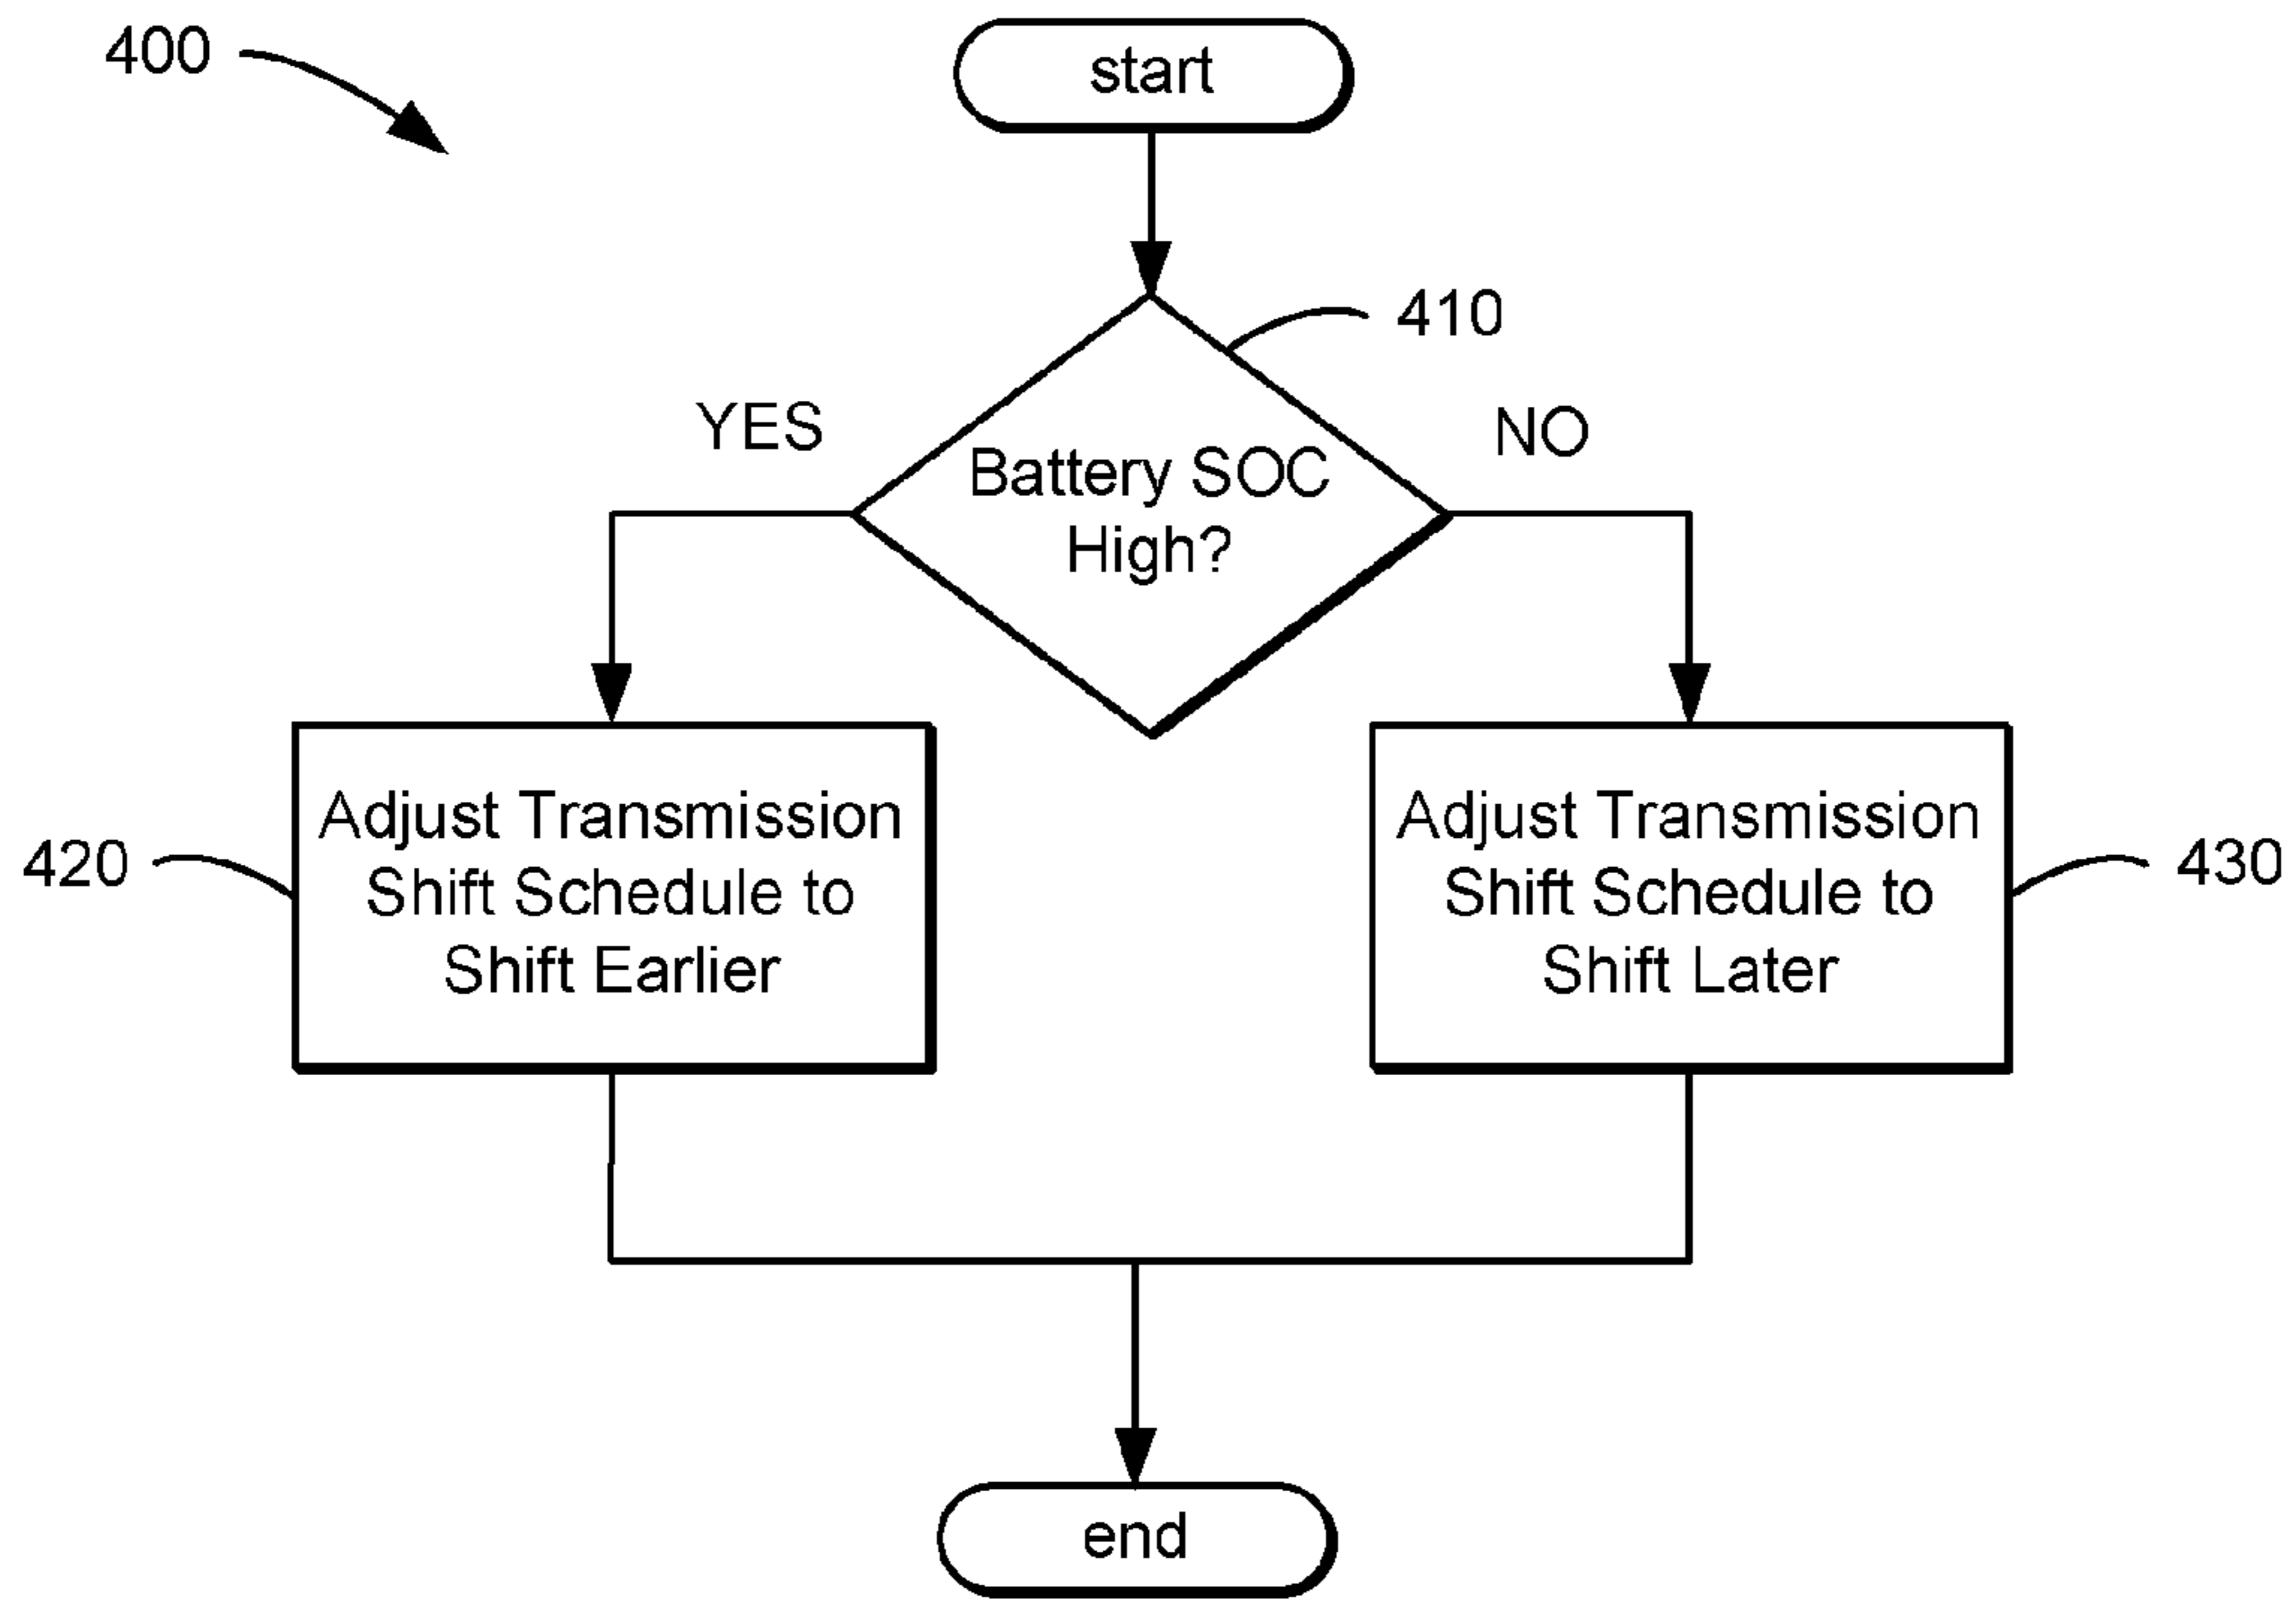 400
start
410
YES
NO
Battery SOC
High?
Adjust Transmission
Shift Schedule to
Shift Earlier
420
Adjust Transmission
Shift Schedule to
Shift Later
430
end